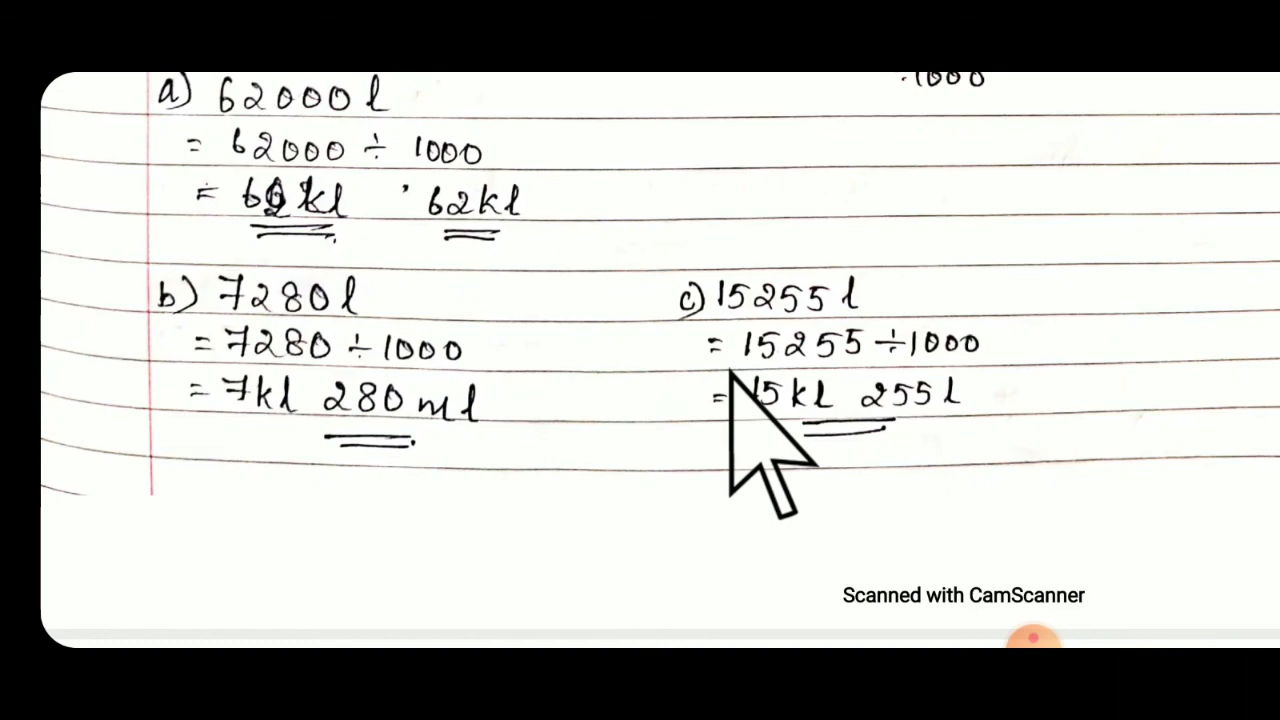 .1000
a) 62000 l
= 62000 ÷ 1000
= 62 kl 62 kl
b) 7280 l
= 7280 ÷ 1000
= 7 kl 280 ml
c) 15255 l
= 15255 ÷ 1000
= 15 kl 255 l
Scanned with CamScanner